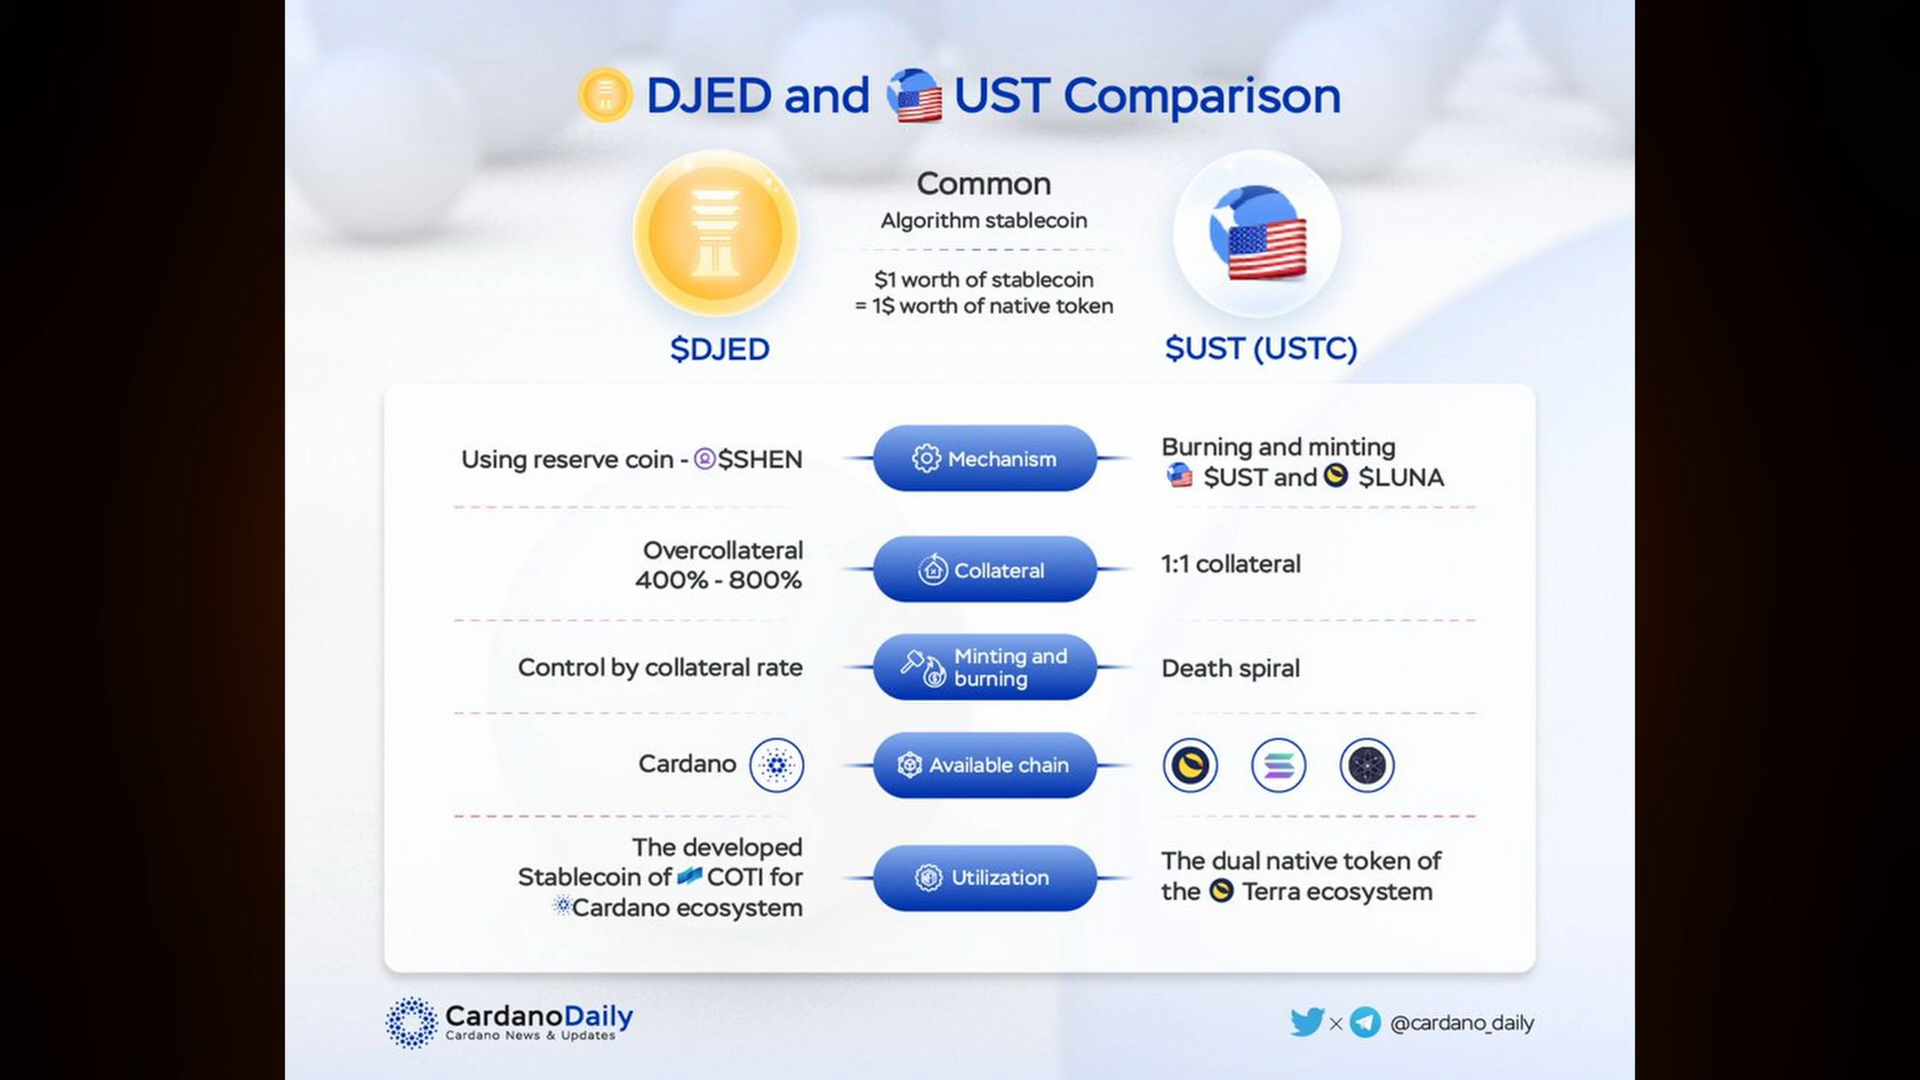 DJED and UST Comparison
Common
Algorithm stablecoin
$1 worth of stablecoin
= 1$ worth of native token
$DJED
$UST (USTC)
Using reserve coin - $SHEN
Mechanism
Burning and minting
$UST and $LUNA
Overcollateral
400% - 800%
Collateral
1:1 collateral
Control by collateral rate
Minting and
burning
Death spiral
Cardano
Available chain
The developed
Stablecoin of COTI for
Cardano ecosystem
Utilization
The dual native token of
the Terra ecosystem
CardanoDaily
Cardano News & Updates
@cardano_daily